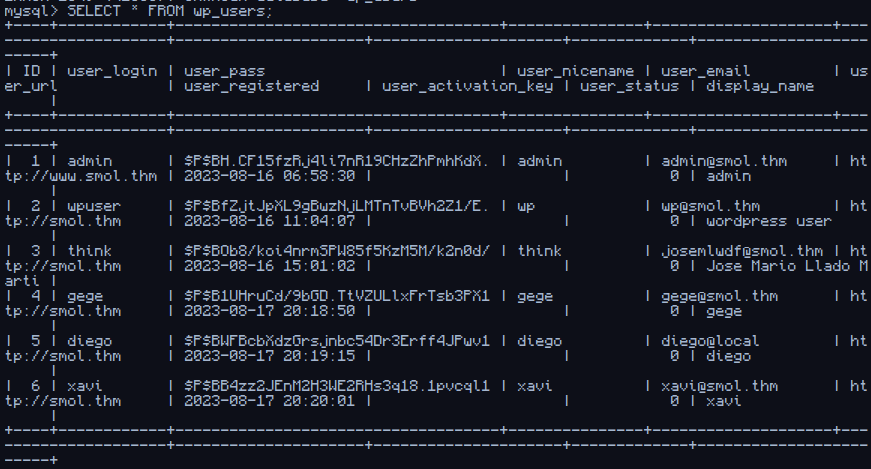 mysql> SELECT * FROM wp_users;
+----+------------+------------------------------------+---------------+----------------------+---
------------------+---------------------+---------------------+-------------+---------------------
-----+
| ID | user_login | user_pass                          | user_nicename | user_email           | us
er_url            | user_registered     | user_activation_key | user_status | display_name
     |
+----+------------+------------------------------------+---------------+----------------------+---
------------------+---------------------+---------------------+-------------+---------------------
-----+
|  1 | admin      | $P$BH.CF15fzRj4li7nR19CHzZhPmhKdX. | admin         | admin@smol.thm       | ht
tp://www.smol.thm | 2023-08-16 06:58:30 |                     |           0 | admin
     |
|  2 | wpuser     | $P$BfZjtJpXL9gBwzNjLMTnTvBVh2Z1/E. | wp            | wp@smol.thm          | ht
tp://smol.thm     | 2023-08-16 11:04:07 |                     |           0 | wordpress user
     |
|  3 | think      | $P$BOb8/koi4nrmSPW85f5KzM5M/k2n0d/ | think         | josemlwdf@smol.thm   | ht
tp://smol.thm     | 2023-08-16 15:01:02 |                     |           0 | Jose Mario Llado M
arti |
|  4 | gege       | $P$B1UHruCd/9bGD.TtVZULlxFrTsb3PX1 | gege          | gege@smol.thm        | ht
tp://smol.thm     | 2023-08-17 20:18:50 |                     |           0 | gege
     |
|  5 | diego      | $P$BWFBcbXdzGrsjnbc54Dr3Erff4JPwv1 | diego         | diego@local          | ht
tp://smol.thm     | 2023-08-17 20:19:15 |                     |           0 | diego
     |
|  6 | xavi       | $P$BB4zz2JEnM2H3WE2RHs3q18.1pvcql1 | xavi          | xavi@smol.thm        | ht
tp://smol.thm     | 2023-08-17 20:20:01 |                     |           0 | xavi
     |
+----+------------+------------------------------------+---------------+----------------------+---
------------------+---------------------+---------------------+-------------+---------------------
-----+